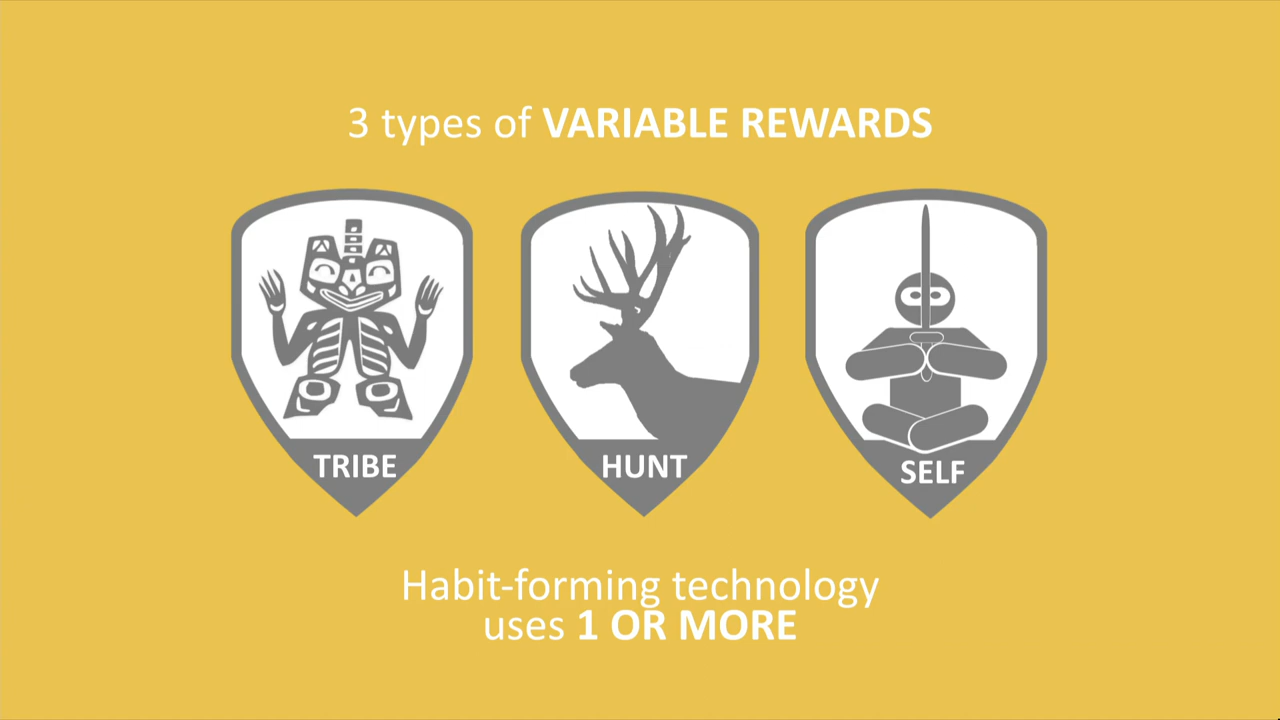 3 types of VARIABLE REWARDS
TRIBE
HUNT
SELF
Habit-forming technology
uses 1 OR MORE